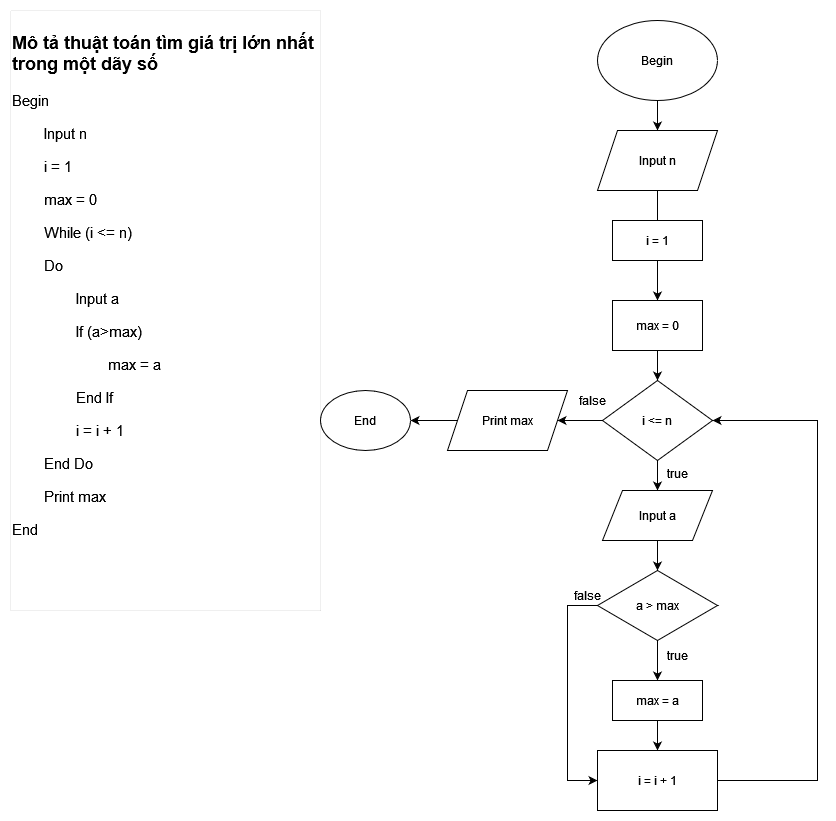 Mô tả thuật toán tìm giá trị lớn nhất
trong một dãy số
Begin
Input n
i = 1
max = 0
While (i <= n)
Do
Input a
If (a>max)
max = a
End If
i = i + 1
End Do
Print max
End
Begin
Input n
i = 1
max = 0
i <= n
false
Print max
End
true
Input a
a > max
false
true
max = a
i = i + 1